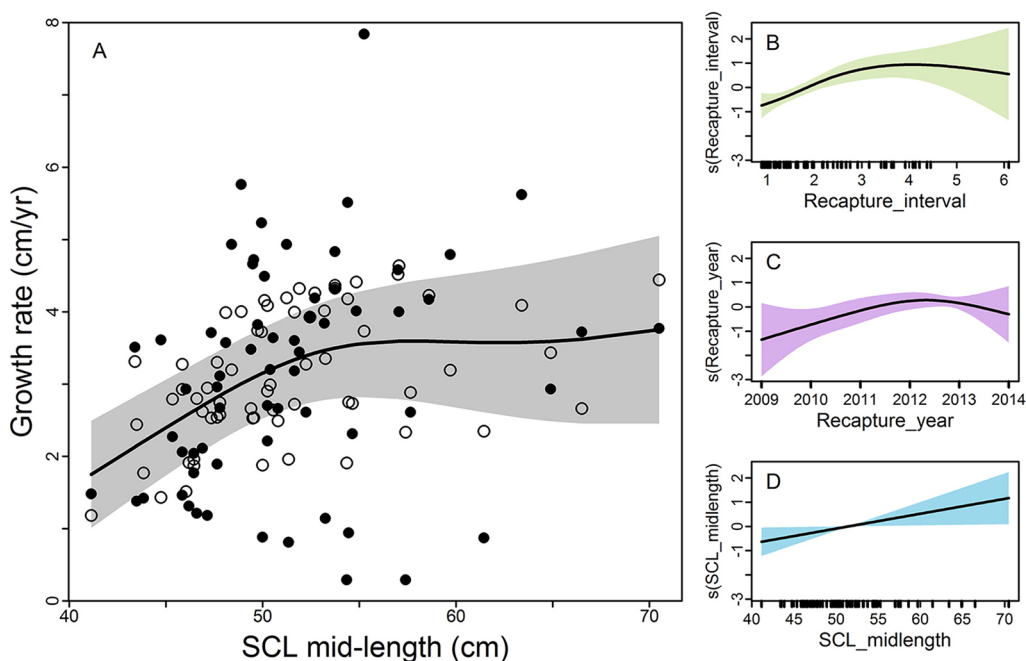 A
Growth rate (cm/yr)
8
6
4
2
0
40 50 60 70
SCL mid-length (cm)
B
s(Recapture_interval)
2
1
0
-1
-3
1 2 3 4 5 6
Recapture_interval
C
s(Recapture_year)
2
1
0
-1
-3
2009 2010 2011 2012 2013 2014
Recapture_year
D
s(SCL_midlength)
2
1
0
-1
-3
40 45 50 55 60 65 70
SCL_midlength